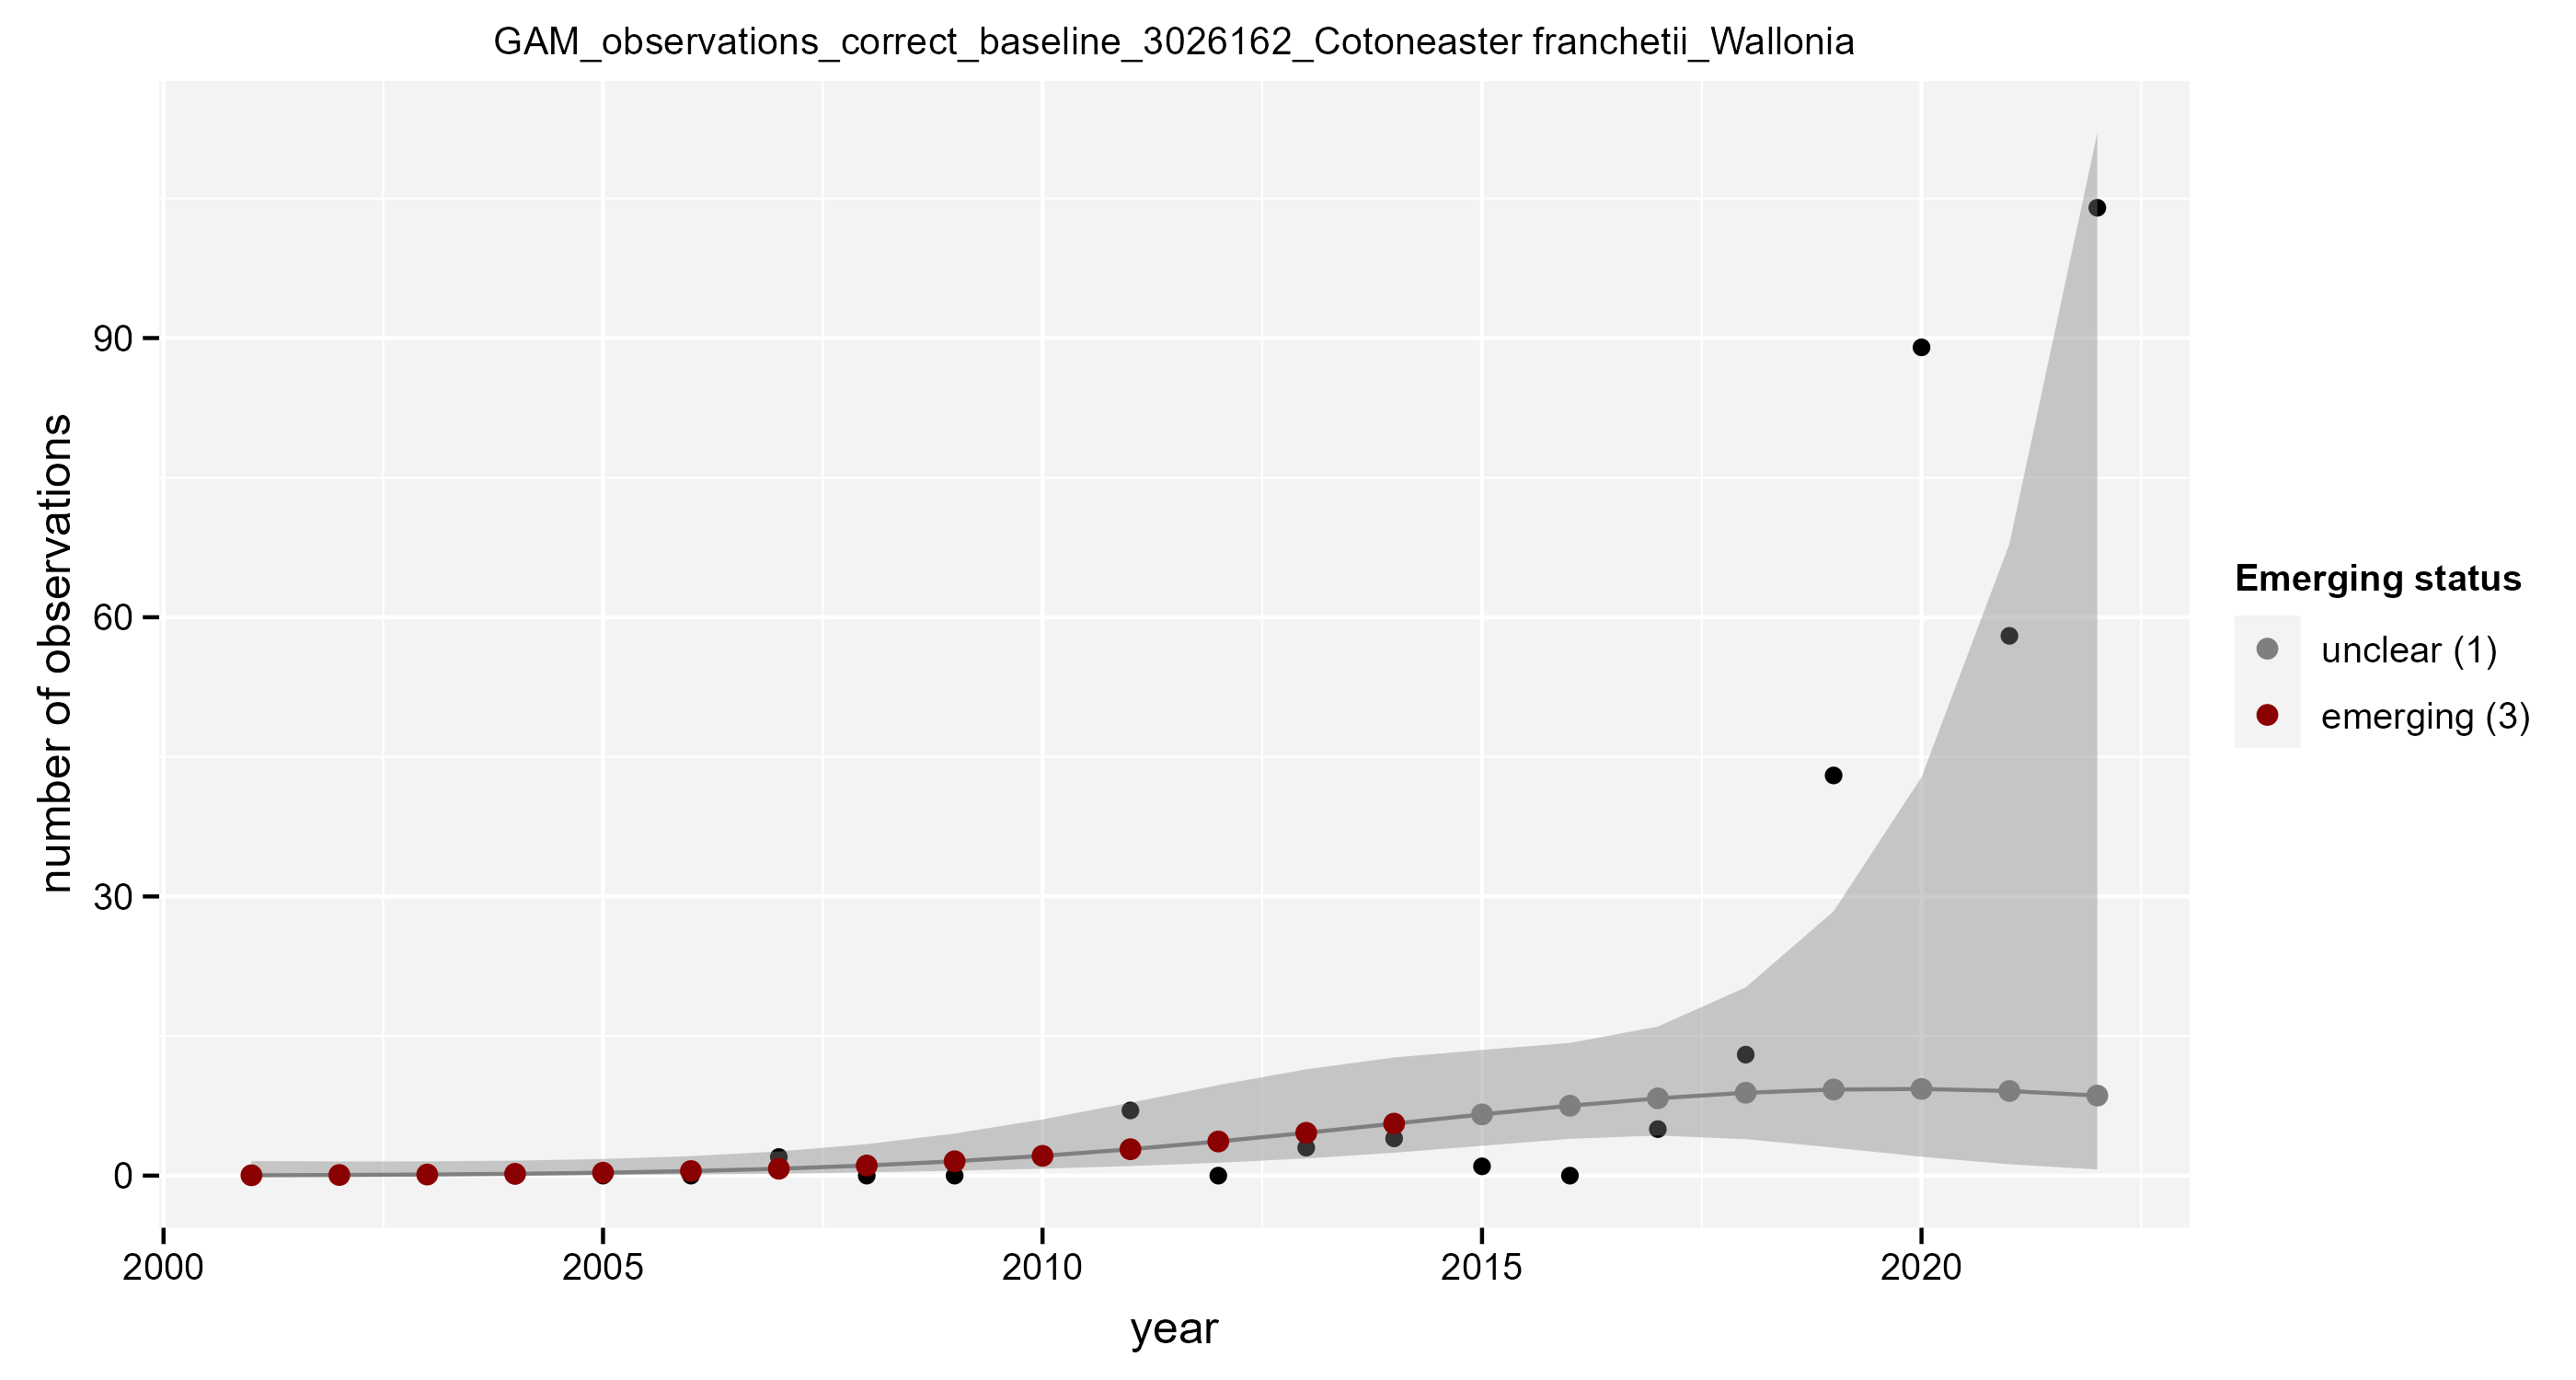 GAM_observations_correct_baseline_3026162_Cotoneaster franchetii_Wallonia
number of observations
90
60
30
0
2000
2005
2010
2015
2020
year
Emerging status
unclear (1)
emerging (3)